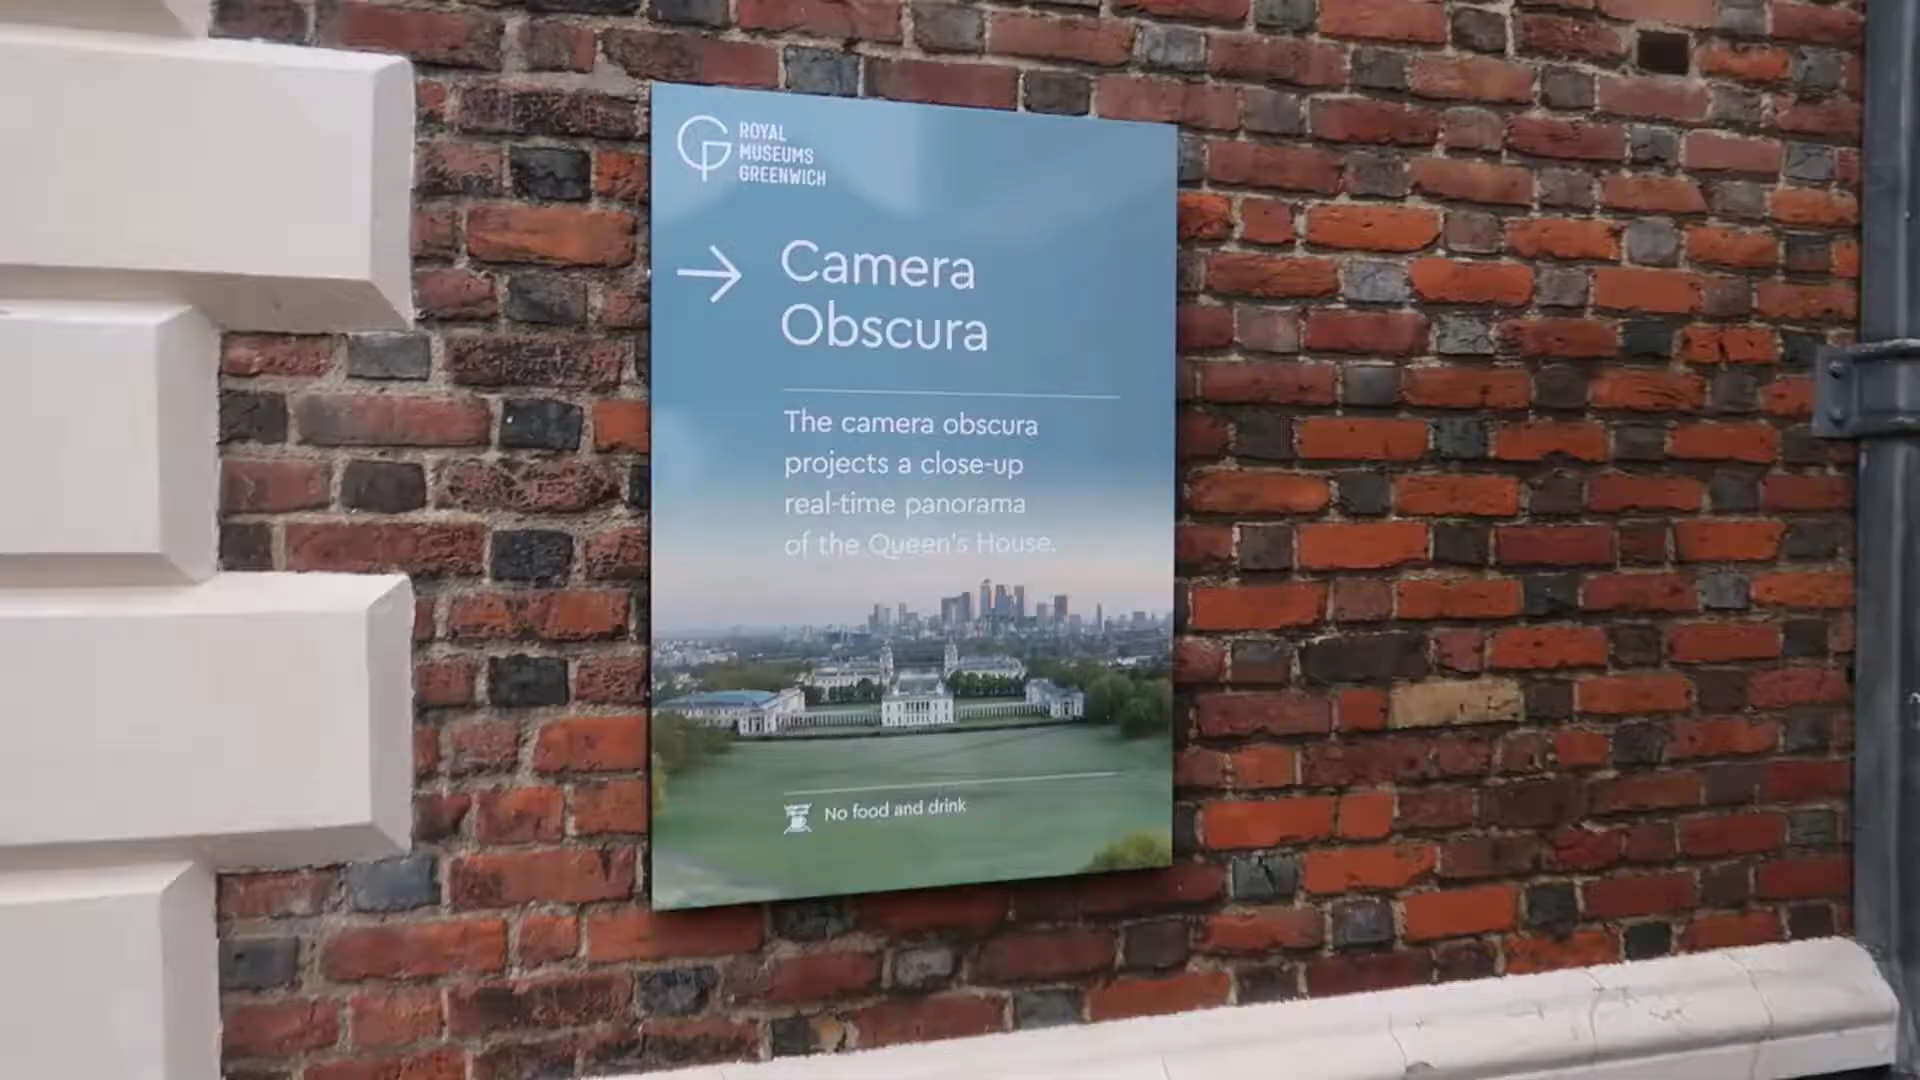 ROYAL
MUSEUMS
GREENWICH
Camera
Obscura
The camera obscura
projects a close-up
real-time panorama
of the Queen's House.
No food and drink